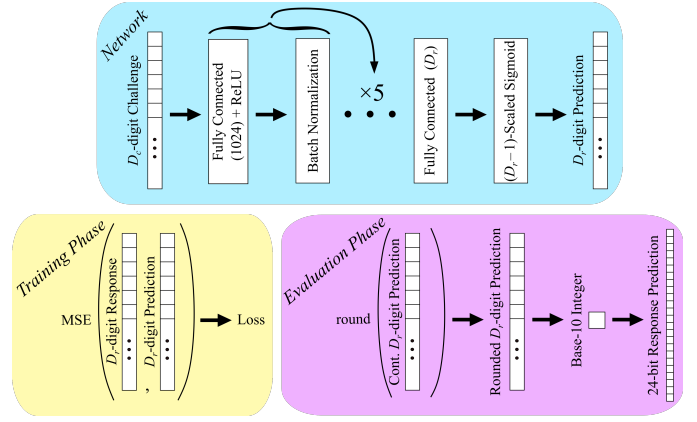 Network
D_c-digit Challenge
Fully Connected
(1024) + ReLU
Batch Normalization
×5
Fully Connected (D_r)
(D_r−1)-Scaled Sigmoid
D_r-digit Prediction
Training Phase
MSE
D_r-digit Response
,
D_r-digit Prediction
Loss
Evaluation Phase
round
Cont. D_r-digit Prediction
Rounded D_r-digit Prediction
Base-10 Integer
24-bit Response Prediction